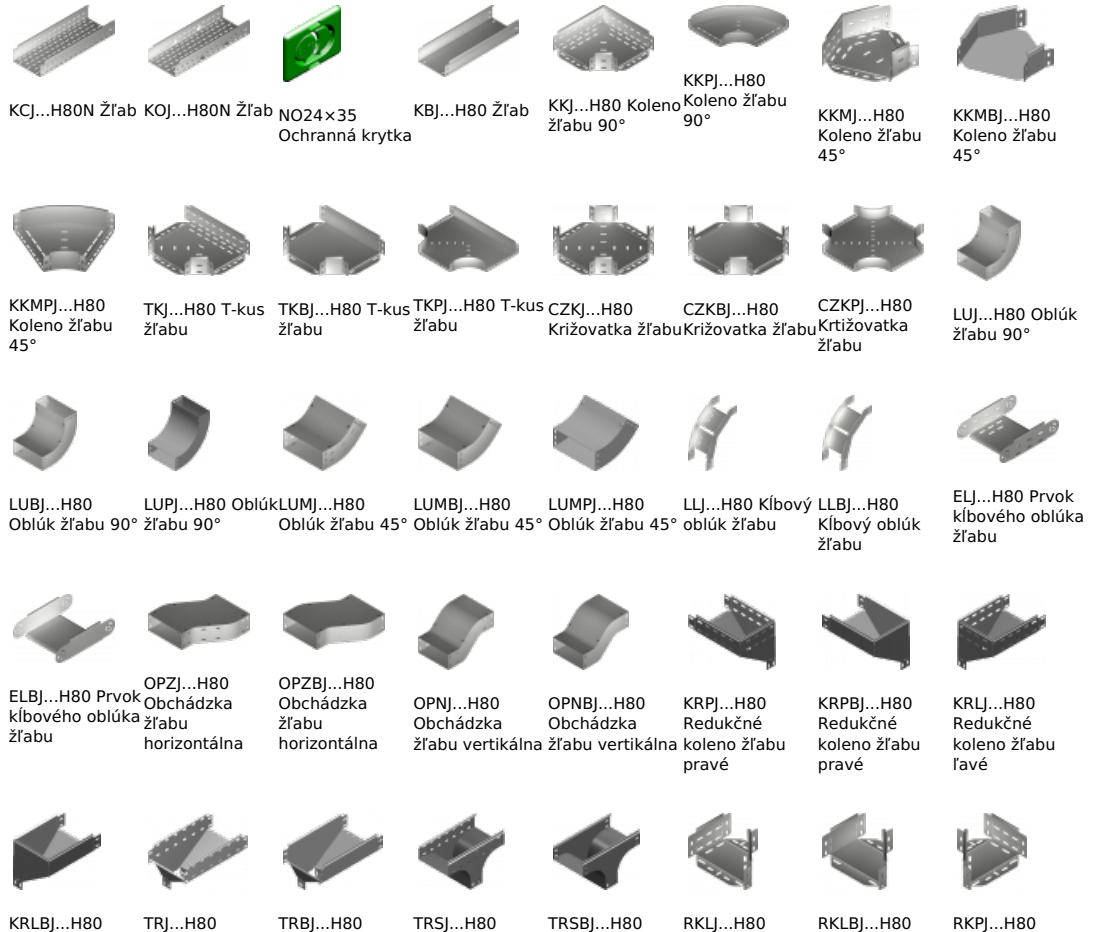 KCJ...H80N Žľab
KOJ...H80N Žľab
NO24×35
Ochranná krytka
KBJ...H80 Žľab
KKJ...H80 Koleno
žľabu 90°
KKPJ...H80
Koleno žľabu
90°
KKMJ...H80
Koleno žľabu
45°
KKMBJ...H80
Koleno žľabu
45°
KKMPJ...H80
Koleno žľabu
45°
TKJ...H80 T-kus
žľabu
TKBJ...H80 T-kus
žľabu
TKPJ...H80 T-kus
žľabu
CZKJ...H80
Križovatka žľabu
CZKBJ...H80
Križovatka žľabu
CZKPJ...H80
Krtižovatka
žľabu
LUJ...H80 Oblúk
žľabu 90°
LUBJ...H80
Oblúk žľabu 90°
LUPJ...H80 Oblúk
žľabu 90°
LUMJ...H80
Oblúk žľabu 45°
LUMBJ...H80
Oblúk žľabu 45°
LUMPJ...H80
Oblúk žľabu 45°
LLJ...H80 Kĺbový
oblúk žľabu
LLBJ...H80
Kĺbový oblúk
žľabu
ELJ...H80 Prvok
kĺbového oblúka
žľabu
ELBJ...H80 Prvok
kĺbového oblúka
žľabu
OPZJ...H80
Obchádzka
žľabu
horizontálna
OPZBJ...H80
Obchádzka
žľabu
horizontálna
OPNJ...H80
Obchádzka
žľabu vertikálna
OPNBJ...H80
Obchádzka
žľabu vertikálna
KRPJ...H80
Redukčné
koleno žľabu
pravé
KRPBJ...H80
Redukčné
koleno žľabu
pravé
KRLJ...H80
Redukčné
koleno žľabu
ľavé
KRLBJ...H80
TRJ...H80
TRBJ...H80
TRSJ...H80
TRSBJ...H80
RKLJ...H80
RKLBJ...H80
RKPJ...H80